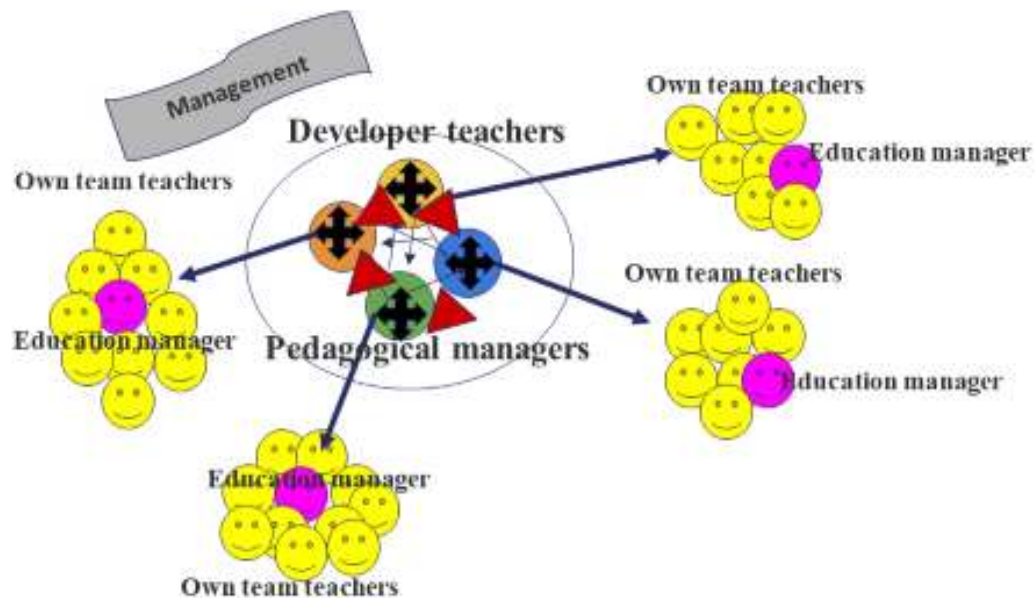 Management
Own team teachers
Developer teachers
Education manager
Own team teachers
Own team teachers
Education manager
Pedagogical managers
Education manager
Education manager
Own team teachers